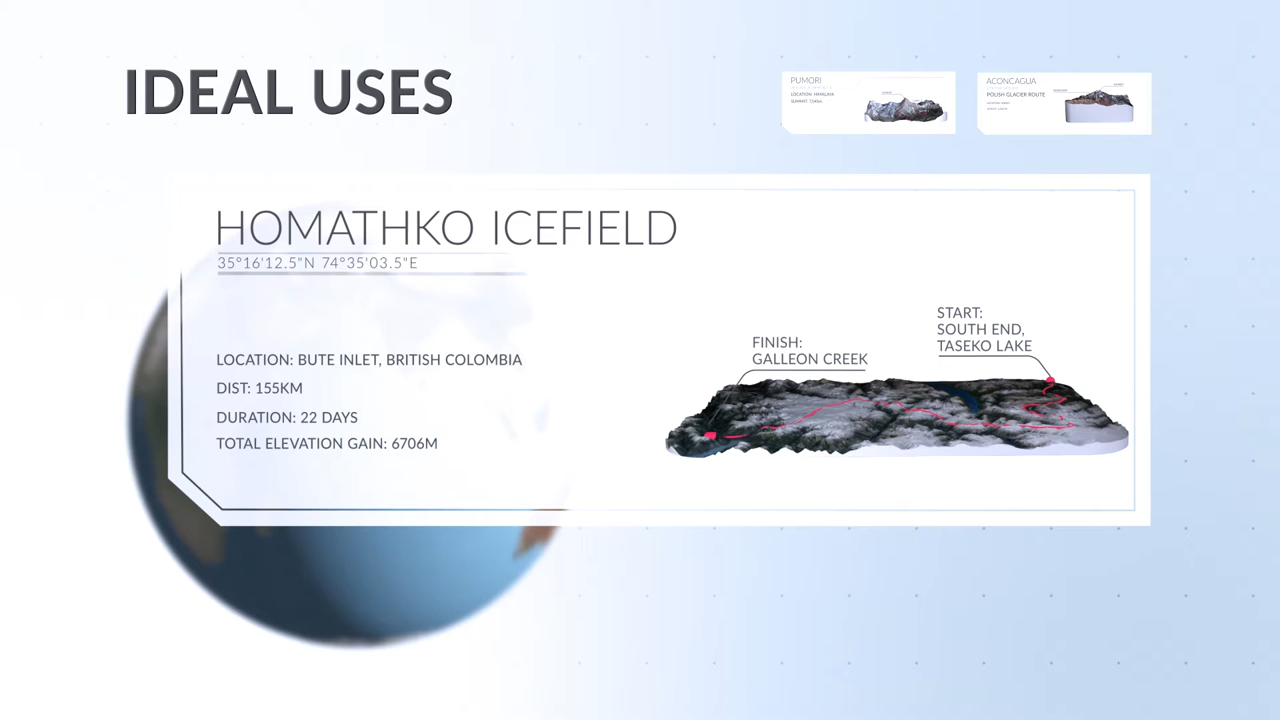 IDEAL USES
PUMORI
LOCATION: HIMALAYA
ACONCAGUA
POLISH GLACIER ROUTE
HOMATHKO ICEFIELD
35°16'12.5"N 74°35'03.5"E
LOCATION: BUTE INLET, BRITISH COLOMBIA
DIST: 155KM
DURATION: 22 DAYS
TOTAL ELEVATION GAIN: 6706M
FINISH:
GALLEON CREEK
START:
SOUTH END,
TASEKO LAKE